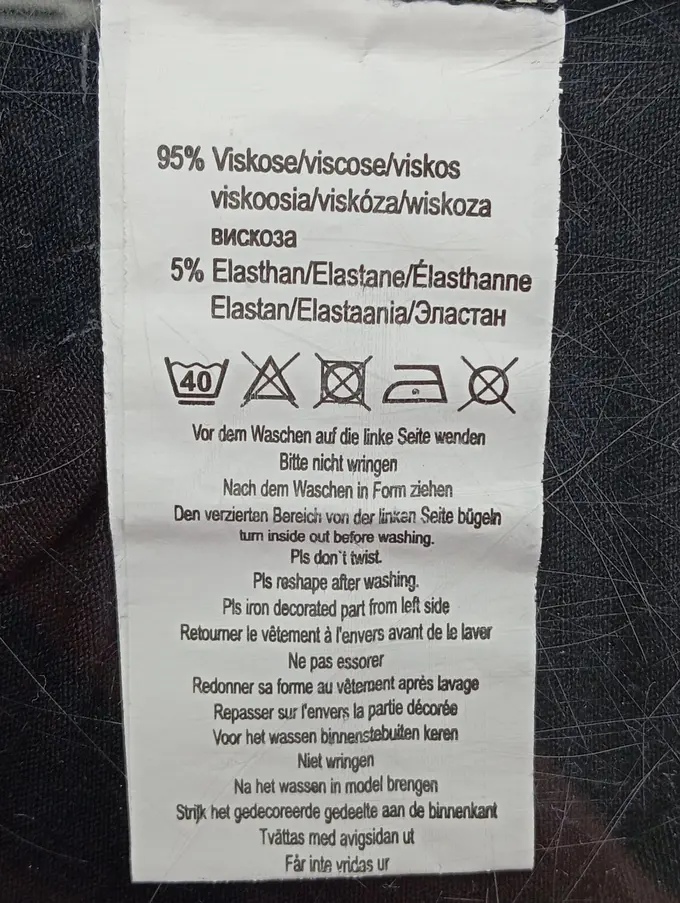 95% Viskose/viscose/viskos
viskoosia/viskóza/wiskoza
вискоза
5% Elasthan/Elastane/Élasthanne
Elastan/Elastaania/Эластан
40
Vor dem Waschen auf die linke Seite wenden
Bitte nicht wringen
Nach dem Waschen in Form ziehen
Den verzierten Bereich von der linken Seite bügeln
turn inside out before washing.
Pls don`t twist.
Pls reshape after washing.
Pls iron decorated part from left side
Retourner le vêtement à l'envers avant de le laver
Ne pas essorer
Redonner sa forme au vêtement après lavage
Repasser sur l'envers la partie décorée
Voor het wassen binnenstebuiten keren
Niet wringen
Na het wassen in model brengen
Strijk het gedecoreerde gedeelte aan de binnenkant
Tvättas med avigsidan ut
Får inte vridas ur